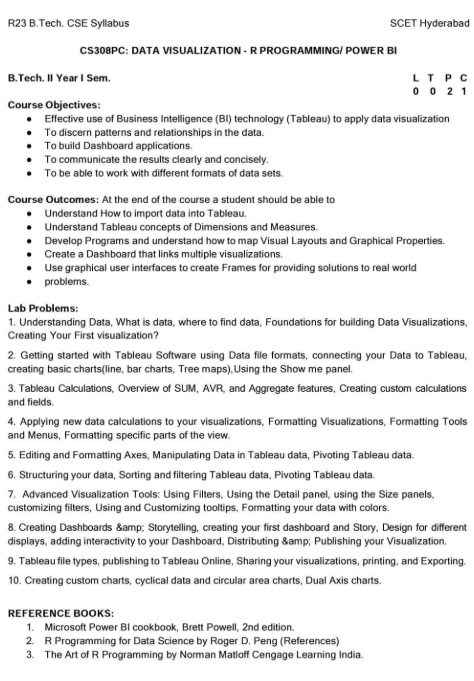 R23 B.Tech. CSE Syllabus SCET Hyderabad
CS308PC: DATA VISUALIZATION - R PROGRAMMING/ POWER BI
B.Tech. II Year I Sem. L T P C
0 0 2 1
Course Objectives:
● Effective use of Business Intelligence (BI) technology (Tableau) to apply data visualization
● To discern patterns and relationships in the data.
● To build Dashboard applications.
● To communicate the results clearly and concisely.
● To be able to work with different formats of data sets.
Course Outcomes: At the end of the course a student should be able to
● Understand How to import data into Tableau.
● Understand Tableau concepts of Dimensions and Measures.
● Develop Programs and understand how to map Visual Layouts and Graphical Properties.
● Create a Dashboard that links multiple visualizations.
● Use graphical user interfaces to create Frames for providing solutions to real world
● problems.
Lab Problems:
1. Understanding Data, What is data, where to find data, Foundations for building Data Visualizations,
Creating Your First visualization?
2. Getting started with Tableau Software using Data file formats, connecting your Data to Tableau,
creating basic charts(line, bar charts, Tree maps),Using the Show me panel.
3. Tableau Calculations, Overview of SUM, AVR, and Aggregate features, Creating custom calculations
and fields.
4. Applying new data calculations to your visualizations, Formatting Visualizations, Formatting Tools
and Menus, Formatting specific parts of the view.
5. Editing and Formatting Axes, Manipulating Data in Tableau data, Pivoting Tableau data.
6. Structuring your data, Sorting and filtering Tableau data, Pivoting Tableau data.
7. Advanced Visualization Tools: Using Filters, Using the Detail panel, using the Size panels,
customizing filters, Using and Customizing tooltips, Formatting your data with colors.
8. Creating Dashboards &amp; Storytelling, creating your first dashboard and Story, Design for different
displays, adding interactivity to your Dashboard, Distributing &amp; Publishing your Visualization.
9. Tableau file types, publishing to Tableau Online, Sharing your visualizations, printing, and Exporting.
10. Creating custom charts, cyclical data and circular area charts, Dual Axis charts.
REFERENCE BOOKS:
1. Microsoft Power BI cookbook, Brett Powell, 2nd edition.
2. R Programming for Data Science by Roger D. Peng (References)
3. The Art of R Programming by Norman Matloff Cengage Learning India.